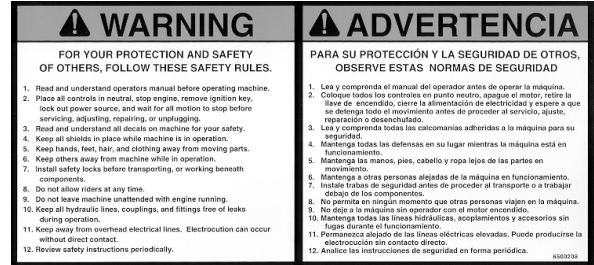 WARNING
FOR YOUR PROTECTION AND SAFETY
OF OTHERS, FOLLOW THESE SAFETY RULES.
1. Read and understand operators manual before operating machine.
2. Place all controls in neutral, stop engine, remove ignition key,
lock out power source, and wait for all motion to stop before
servicing, adjusting, repairing, or unplugging.
3. Read and understand all decals on machine for your safety.
4. Keep all shields in place while machine is in operation.
5. Keep hands, feet, hair, and clothing away from moving parts.
6. Keep others away from machine while in operation.
7. Install safety locks before transporting, or working beneath
components.
8. Do not allow riders at any time.
9. Do not leave machine unattended with engine running.
10. Keep all hydraulic lines, couplings, and fittings free of leaks
during operation.
11. Keep away from overhead electrical lines. Electrocution can occur
without direct contact.
12. Review safety instructions periodically.
ADVERTENCIA
PARA SU PROTECCIÓN Y LA SEGURIDAD DE OTROS,
OBSERVE ESTAS NORMAS DE SEGURIDAD
1. Lea y comprenda el manual del operador antes de operar la máquina.
2. Coloque todos los controles en punto neutro, apague el motor, retire la
llave de encendido, cierre la alimentación de electricidad y espere a que
se detenga todo el movimiento antes de proceder al servicio, ajuste,
reparación o desenchufado.
3. Lea y comprenda todas las calcomanías adheridas a la máquina para su
seguridad.
4. Mantenga todas las defensas en su lugar mientras la máquina está en
funcionamiento.
5. Mantenga las manos, pies, cabello y ropa lejos de las partes en
movimiento.
6. Mantenga a otras personas alejadas de la máquina en funcionamiento.
7. Instale trabas de seguridad antes de proceder al transporte o a trabajar
debajo de los componentes.
8. No permita en ningún momento que otras personas viajen en la máquina.
9. No deje a la máquina sin operador con el motor encendido.
10. Mantenga todas las líneas hidráulicas, acoplamientos y accesorios sin
fugas durante el funcionamiento.
11. Permanezca alejado de las líneas eléctricas elevadas. Puede producirse la
electrocución sin contacto directo.
12. Analice las instrucciones de seguridad en forma periódica.
6500208